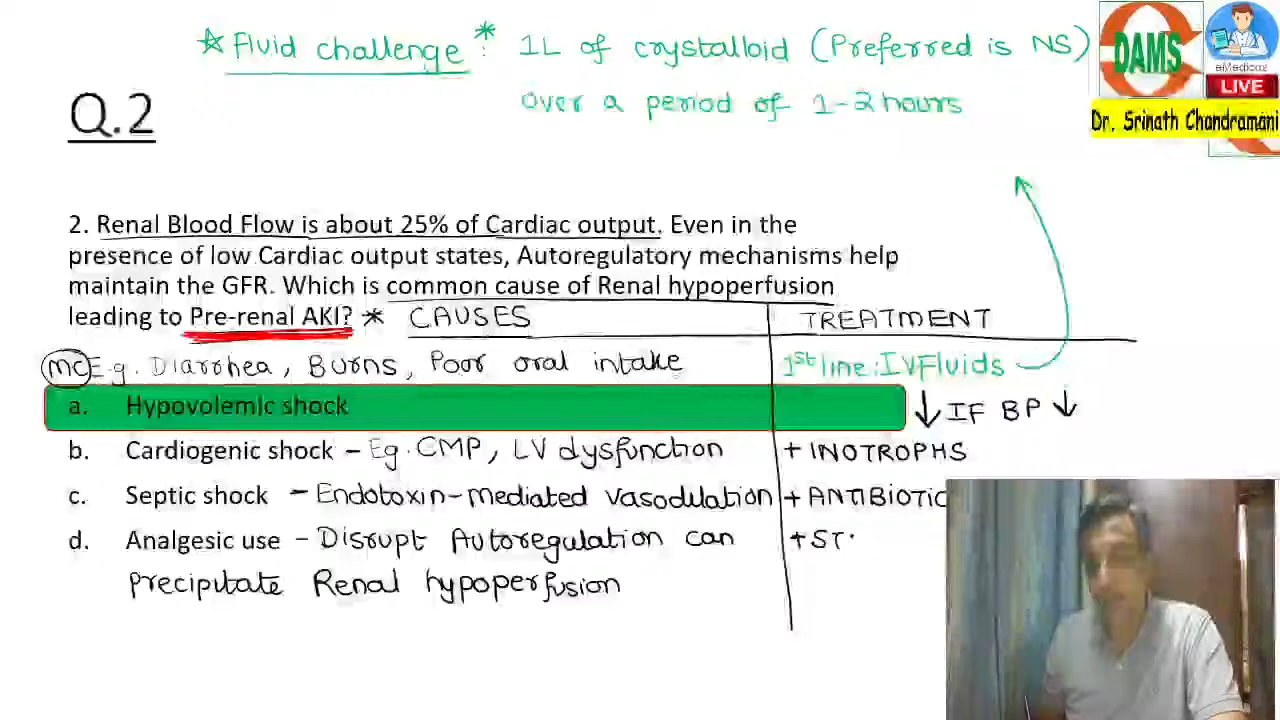 ☆ Fluid challenge * : 1L of crystalloid (Preferred is NS)
over a period of 1-2 hours
DAMS
eMedicoz
LIVE
Dr. Srinath Chandramani
Q.2
2. Renal Blood Flow is about 25% of Cardiac output. Even in the
presence of low Cardiac output states, Autoregulatory mechanisms help
maintain the GFR. Which is common cause of Renal hypoperfusion
leading to Pre-renal AKI? * CAUSES TREATMENT
MC E.g. Diarrhea, Burns, Poor oral intake 1st line: IVFluids
a. Hypovolemic shock ↓ IF BP ↓
b. Cardiogenic shock – Eg. CMP, LV dysfunction + INOTROPHS
c. Septic shock – Endotoxin-mediated vasodilation + ANTIBIOTIC
d. Analgesic use – Disrupt Autoregulation can + ST
precipitate Renal hypoperfusion